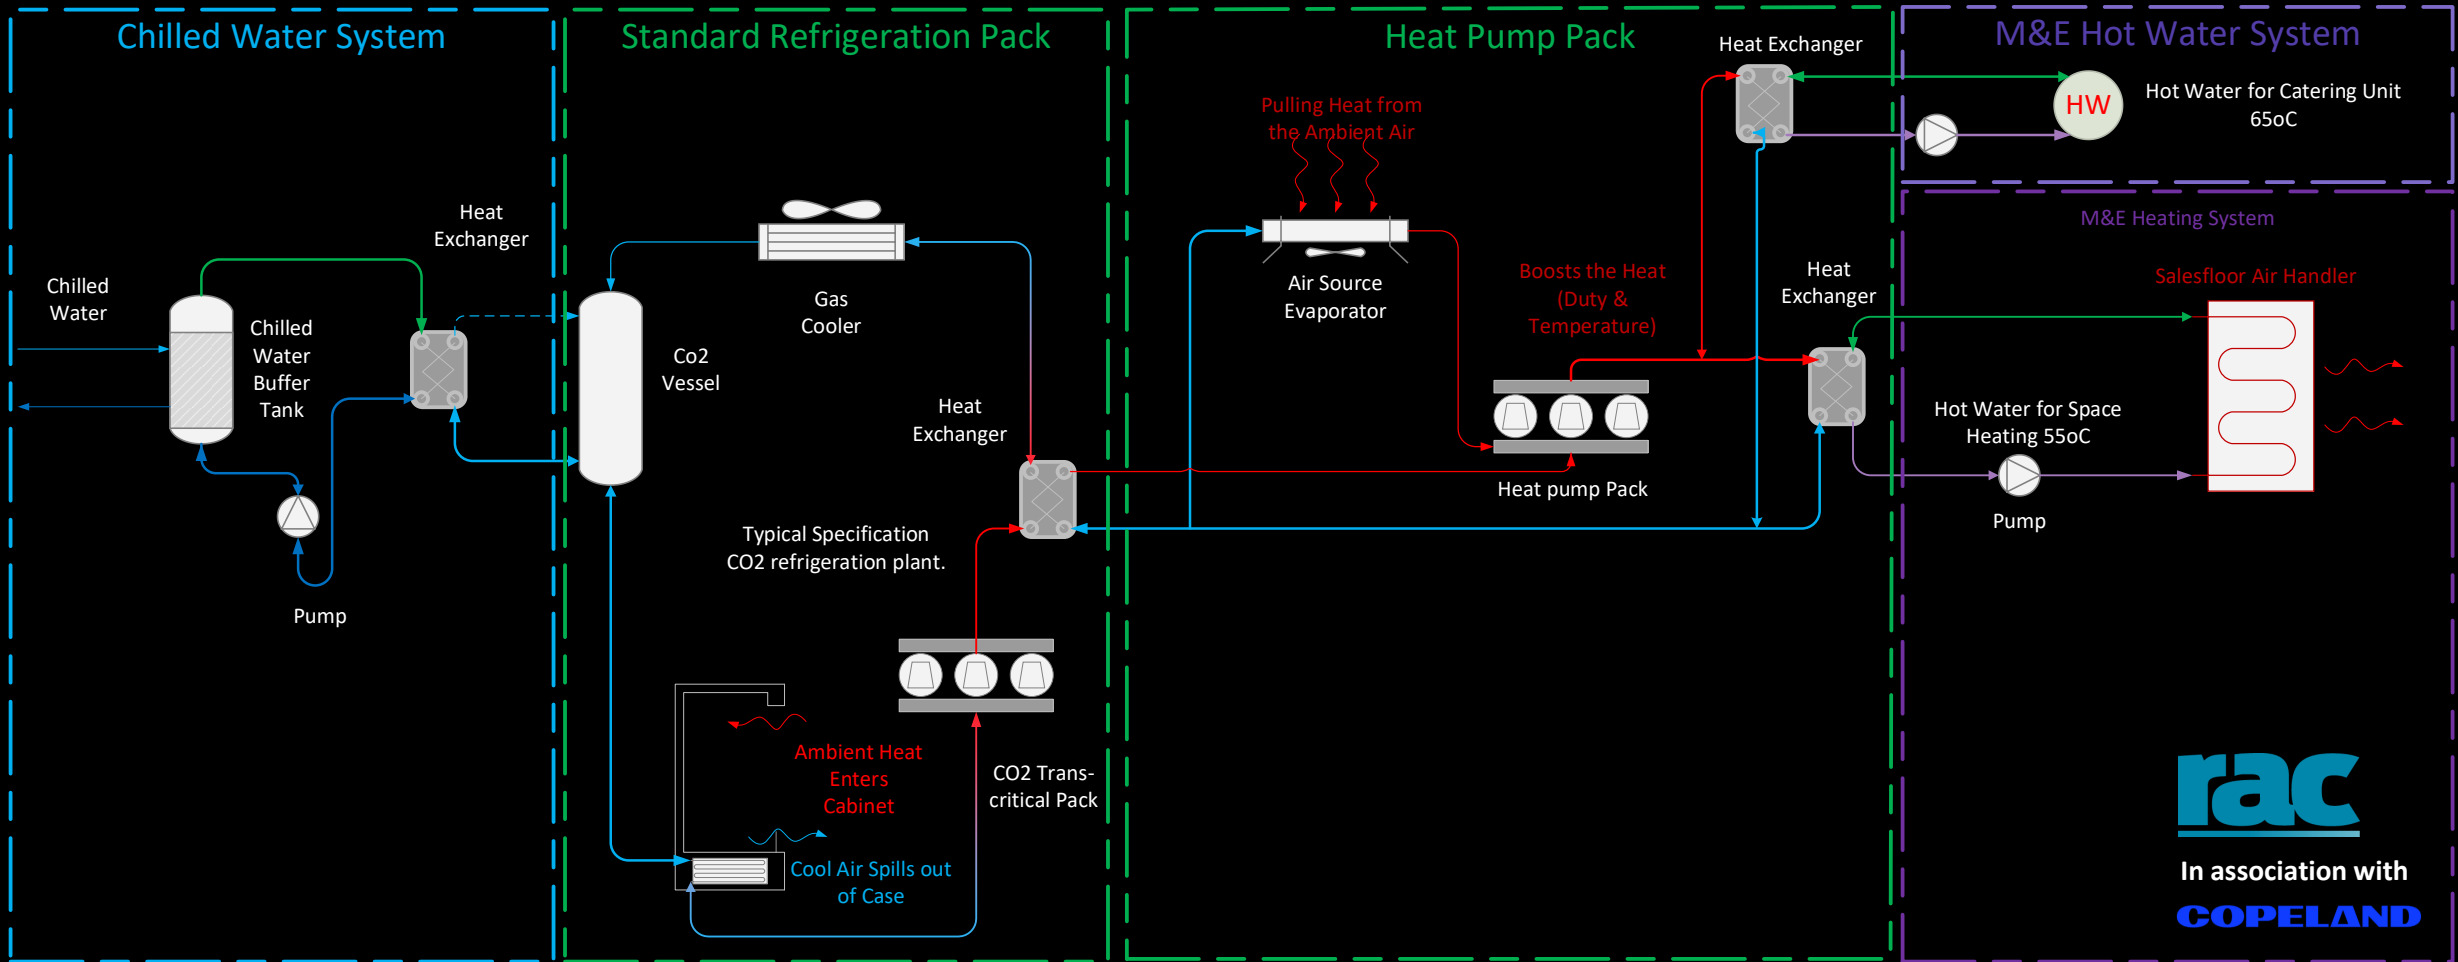 Chilled Water System
Heat
Exchanger
Chilled
Water
Chilled
Water
Buffer
Tank
Pump
Standard Refrigeration Pack
Gas
Cooler
Co2
Vessel
Heat
Exchanger
Typical Specification
CO2 refrigeration plant.
Ambient Heat
Enters
Cabinet
CO2 Trans-
critical Pack
Cool Air Spills out
of Case
Heat Pump Pack
Heat Exchanger
Pulling Heat from
the Ambient Air
Air Source
Evaporator
Boosts the Heat
(Duty &
Temperature)
Heat
Exchanger
Heat pump Pack
M&E Hot Water System
HW
Hot Water for Catering Unit
65oC
M&E Heating System
Salesfloor Air Handler
Hot Water for Space
Heating 55oC
Pump
rac
In association with
COPELAND